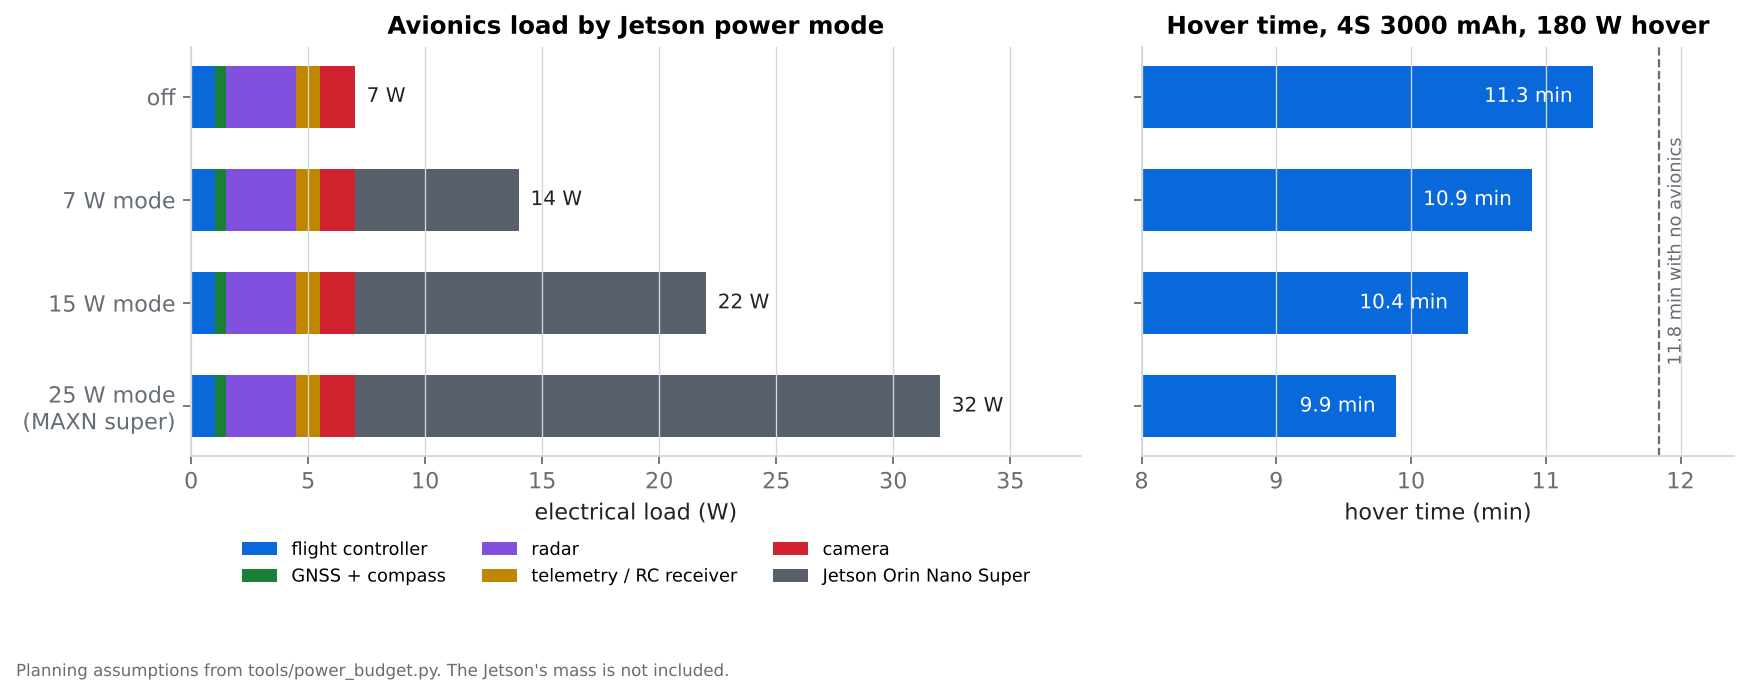 Avionics load by Jetson power mode
off
7 W
7 W mode
14 W
15 W mode
22 W
25 W mode
(MAXN super)
32 W
0 5 10 15 20 25 30 35
electrical load (W)
flight controller
GNSS + compass
radar
telemetry / RC receiver
camera
Jetson Orin Nano Super
Hover time, 4S 3000 mAh, 180 W hover
11.3 min
10.9 min
10.4 min
9.9 min
11.8 min with no avionics
8 9 10 11 12
hover time (min)
Planning assumptions from tools/power_budget.py. The Jetson's mass is not included.